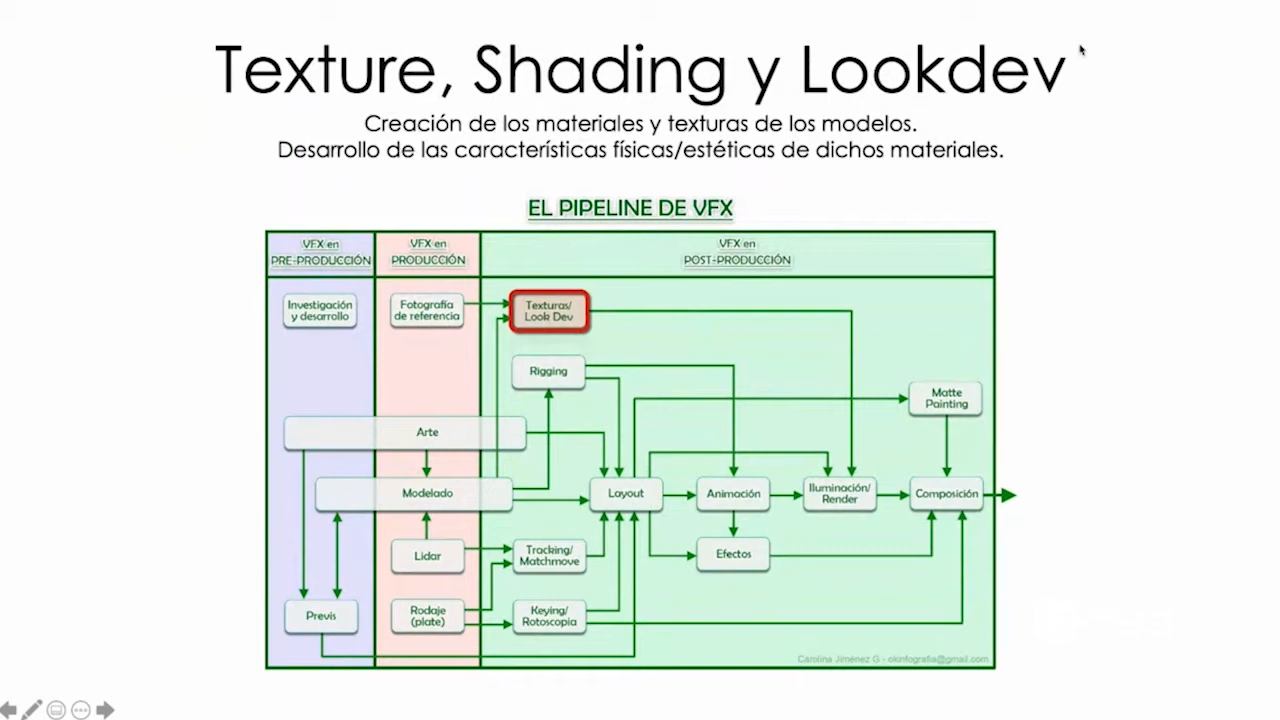 Texture, Shading y Lookdev
Creación de los materiales y texturas de los modelos.
Desarrollo de las características físicas/estéticas de dichos materiales.
EL PIPELINE DE VFX
VFX en
PRE-PRODUCCIÓN
VFX en
PRODUCCIÓN
VFX en
POST-PRODUCCIÓN
Investigación
y desarrollo
Fotografía
de referencia
Texturas/
Look Dev
Rigging
Matte
Painting
Arte
Modelado
Layout
Animación
Iluminación/
Render
Composición
Lidar
Tracking/
Matchmove
Efectos
Previs
Rodaje
(plate)
Keying/
Rotoscopia
Carolina Jiménez G - okinfografia@gmail.com